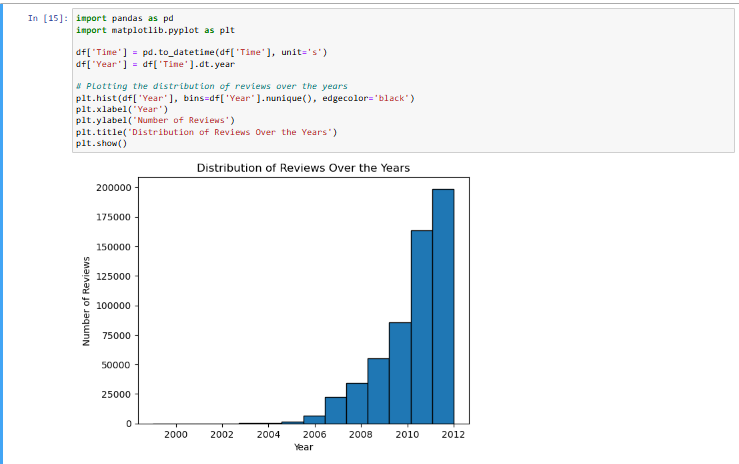 In [15]: import pandas as pd
import matplotlib.pyplot as plt
df['Time'] = pd.to_datetime(df['Time'], unit='s')
df['Year'] = df['Time'].dt.year
# Plotting the distribution of reviews over the years
plt.hist(df['Year'], bins=df['Year'].nunique(), edgecolor='black')
plt.xlabel('Year')
plt.ylabel('Number of Reviews')
plt.title('Distribution of Reviews Over the Years')
plt.show()
Distribution of Reviews Over the Years
200000
175000
150000
125000
100000
75000
50000
25000
0
Number of Reviews
2000 2002 2004 2006 2008 2010 2012
Year